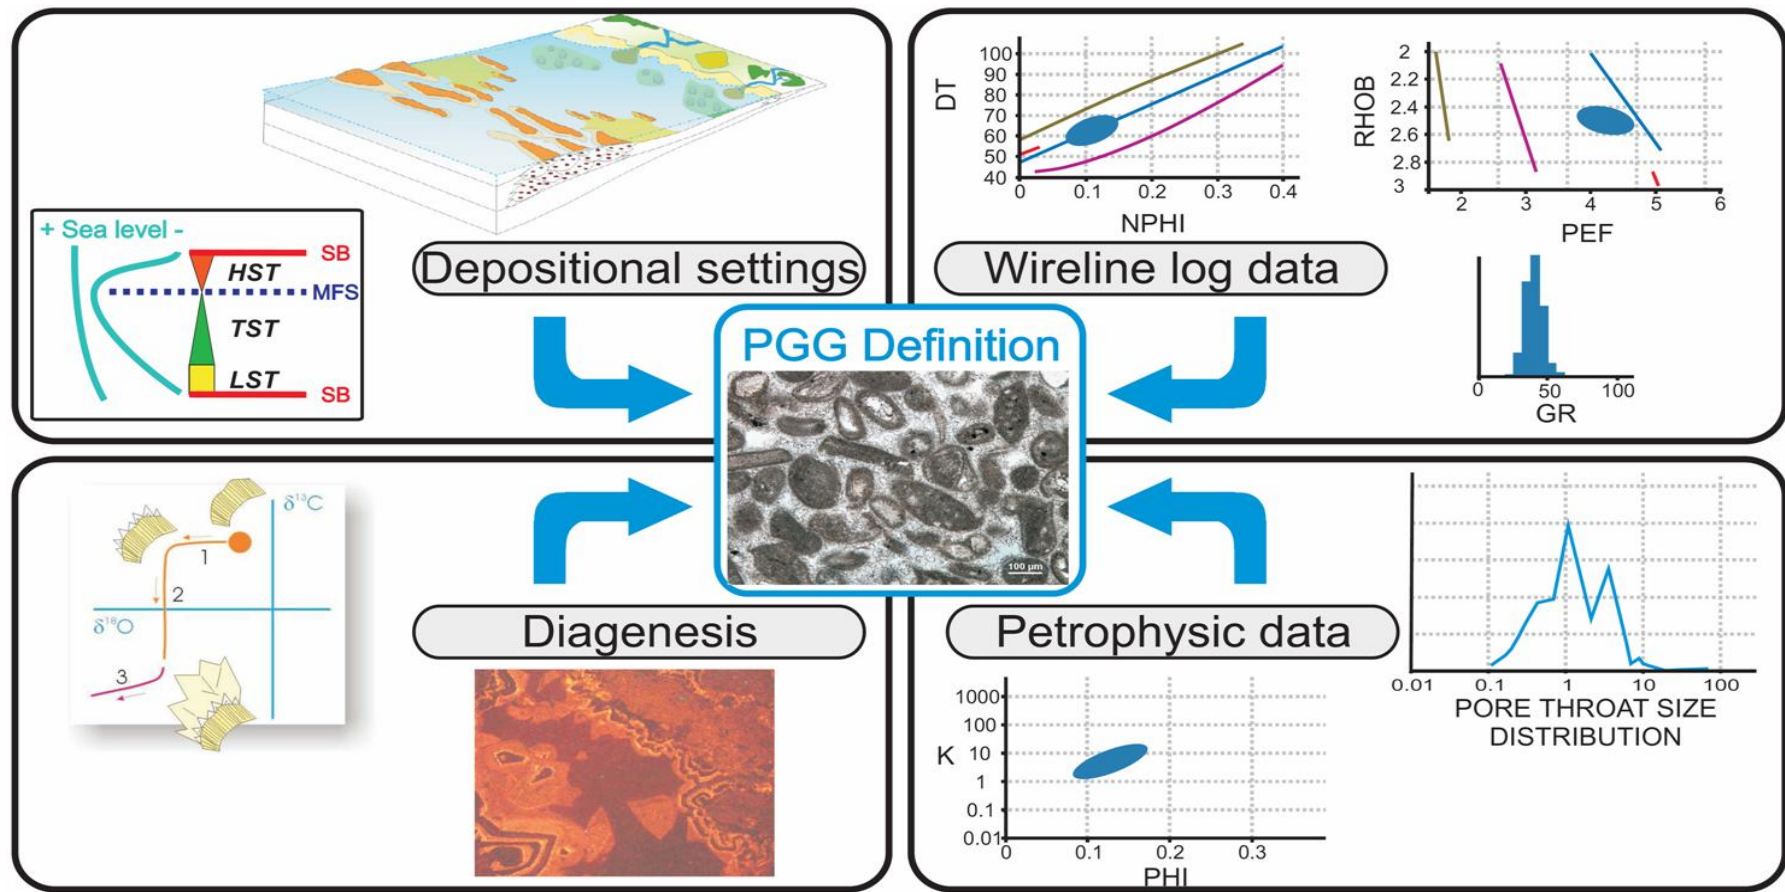 + Sea level -
SB
HST
MFS
TST
LST
SB
Depositional settings
DT
100
90
80
70
60
50
40
0
0.1
0.2
0.3
0.4
NPHI
RHOB
2
2.2
2.4
2.6
2.8
3
2
3
4
5
6
PEF
Wireline log data
0
50
100
GR
PGG Definition
100 µm
δ¹³C
1
2
δ¹⁸O
3
Diagenesis
Petrophysic data
K
1000
100
10
1
0.1
0.01
0
0.1
0.2
0.3
PHI
0.01
0.1
1
10
100
PORE THROAT SIZE
DISTRIBUTION